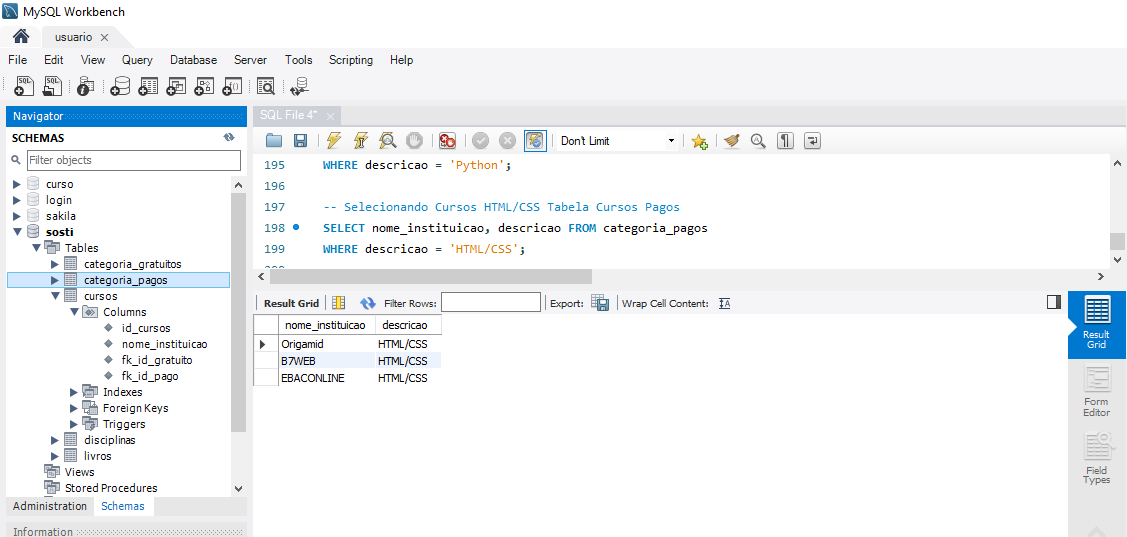 MySQL Workbench
usuario
File Edit View Query Database Server Tools Scripting Help
Navigator
SCHEMAS
Filter objects
curso
login
sakila
sosti
Tables
categoria_gratuitos
categoria_pagos
cursos
Columns
id_cursos
nome_instituicao
fk_id_gratuito
fk_id_pago
Indexes
Foreign Keys
Triggers
disciplinas
livros
Views
Stored Procedures
Administration Schemas
Information
SQL File 4*
Don't Limit
195 WHERE descricao = 'Python';
196
197 -- Selecionando Cursos HTML/CSS Tabela Cursos Pagos
198 SELECT nome_instituicao, descricao FROM categoria_pagos
199 WHERE descricao = 'HTML/CSS';
Result Grid Filter Rows: Export: Wrap Cell Content:
nome_instituicao descricao
Origamid HTML/CSS
B7WEB HTML/CSS
EBACONLINE HTML/CSS
Result
Grid
Form
Editor
Field
Types